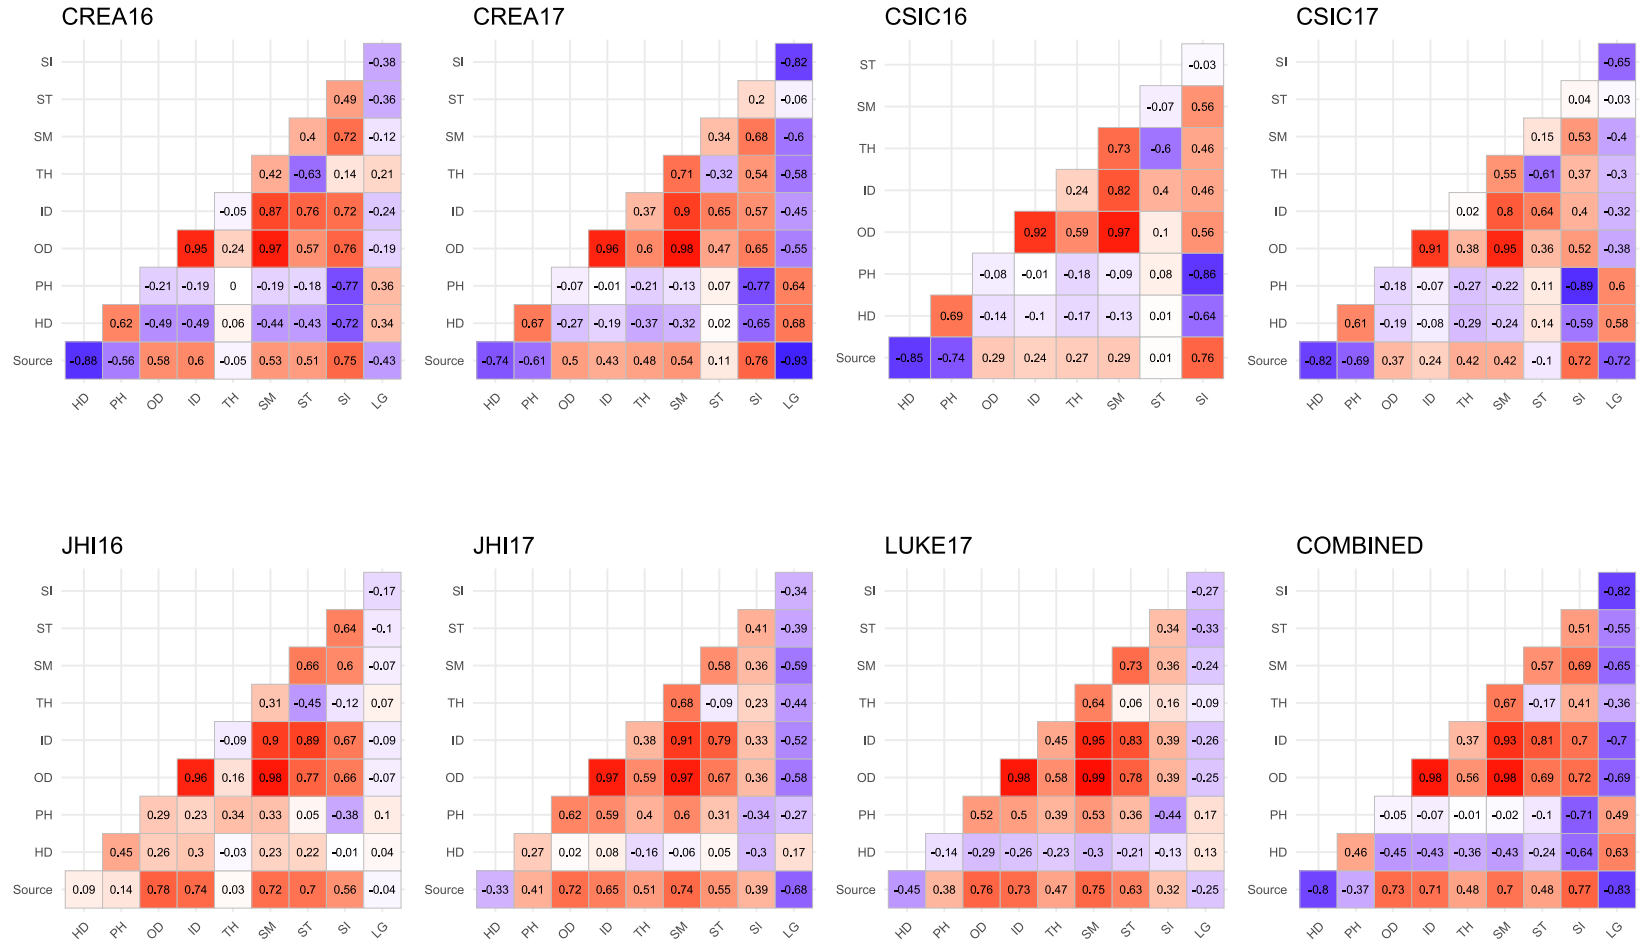 CREA16 CREA17 CSIC16 CSIC17
SI -0.38
ST 0.49 -0.36
SM 0.4 0.72 -0.12
TH 0.42 -0.63 0.14 0.21
ID -0.05 0.87 0.76 0.72 -0.24
OD 0.95 0.24 0.97 0.57 0.76 -0.19
PH -0.21 -0.19 0 -0.19 -0.18 -0.77 0.36
HD 0.62 -0.49 -0.49 0.06 -0.44 -0.43 -0.72 0.34
Source -0.88 -0.56 0.58 0.6 -0.05 0.53 0.51 0.75 -0.43
HD PH OD ID TH SM ST SI LG
SI -0.82
ST 0.2 -0.06
SM 0.34 0.68 -0.6
TH 0.71 -0.32 0.54 -0.58
ID 0.37 0.9 0.65 0.57 -0.45
OD 0.96 0.6 0.98 0.47 0.65 -0.55
PH -0.07 -0.01 -0.21 -0.13 0.07 -0.77 0.64
HD 0.67 -0.27 -0.19 -0.37 -0.32 0.02 -0.65 0.68
Source -0.74 -0.61 0.5 0.43 0.48 0.54 0.11 0.76 -0.93
HD PH OD ID TH SM ST SI LG
ST -0.03
SM -0.07 0.56
TH 0.73 -0.6 0.46
ID 0.24 0.82 0.4 0.46
OD 0.92 0.59 0.97 0.1 0.56
PH -0.08 -0.01 -0.18 -0.09 0.08 -0.86
HD 0.69 -0.14 -0.1 -0.17 -0.13 0.01 -0.64
Source -0.85 -0.74 0.29 0.24 0.27 0.29 0.01 0.76
HD PH OD ID TH SM ST SI
SI -0.65
ST 0.04 -0.03
SM 0.15 0.53 -0.4
TH 0.55 -0.61 0.37 -0.3
ID 0.02 0.8 0.64 0.4 -0.32
OD 0.91 0.38 0.95 0.36 0.52 -0.38
PH -0.18 -0.07 -0.27 -0.22 0.11 -0.89 0.6
HD 0.61 -0.19 -0.08 -0.29 -0.24 0.14 -0.59 0.58
Source -0.82 -0.69 0.37 0.24 0.42 0.42 -0.1 0.72 -0.72
HD PH OD ID TH SM ST SI LG
JHI16 JHI17 LUKE17 COMBINED
SI -0.17
ST 0.64 -0.1
SM 0.66 0.6 -0.07
TH 0.31 -0.45 -0.12 0.07
ID -0.09 0.9 0.89 0.67 -0.09
OD 0.96 0.16 0.98 0.77 0.66 -0.07
PH 0.29 0.23 0.34 0.33 0.05 -0.38 0.1
HD 0.45 0.26 0.3 -0.03 0.23 0.22 -0.01 0.04
Source 0.09 0.14 0.78 0.74 0.03 0.72 0.7 0.56 -0.04
HD PH OD ID TH SM ST SI LG
SI -0.34
ST 0.41 -0.39
SM 0.58 0.36 -0.59
TH 0.68 -0.09 0.23 -0.44
ID 0.38 0.91 0.79 0.33 -0.52
OD 0.97 0.59 0.97 0.67 0.36 -0.58
PH 0.62 0.59 0.4 0.6 0.31 -0.34 -0.27
HD 0.27 0.02 0.08 -0.16 -0.06 0.05 -0.3 0.17
Source -0.33 0.41 0.72 0.65 0.51 0.74 0.55 0.39 -0.68
HD PH OD ID TH SM ST SI LG
SI -0.27
ST 0.34 -0.33
SM 0.73 0.36 -0.24
TH 0.64 0.06 0.16 -0.09
ID 0.45 0.95 0.83 0.39 -0.26
OD 0.98 0.58 0.99 0.78 0.39 -0.25
PH 0.52 0.5 0.39 0.53 0.36 -0.44 0.17
HD -0.14 -0.29 -0.26 -0.23 -0.3 -0.21 -0.13 0.13
Source -0.45 0.38 0.76 0.73 0.47 0.75 0.63 0.32 -0.25
HD PH OD ID TH SM ST SI LG
SI -0.82
ST 0.51 -0.55
SM 0.57 0.69 -0.65
TH 0.67 -0.17 0.41 -0.36
ID 0.37 0.93 0.81 0.7 -0.7
OD 0.98 0.56 0.98 0.69 0.72 -0.69
PH -0.05 -0.07 -0.01 -0.02 -0.1 -0.71 0.49
HD 0.46 -0.45 -0.43 -0.36 -0.43 -0.24 -0.64 0.63
Source -0.8 -0.37 0.73 0.71 0.48 0.7 0.48 0.77 -0.83
HD PH OD ID TH SM ST SI LG